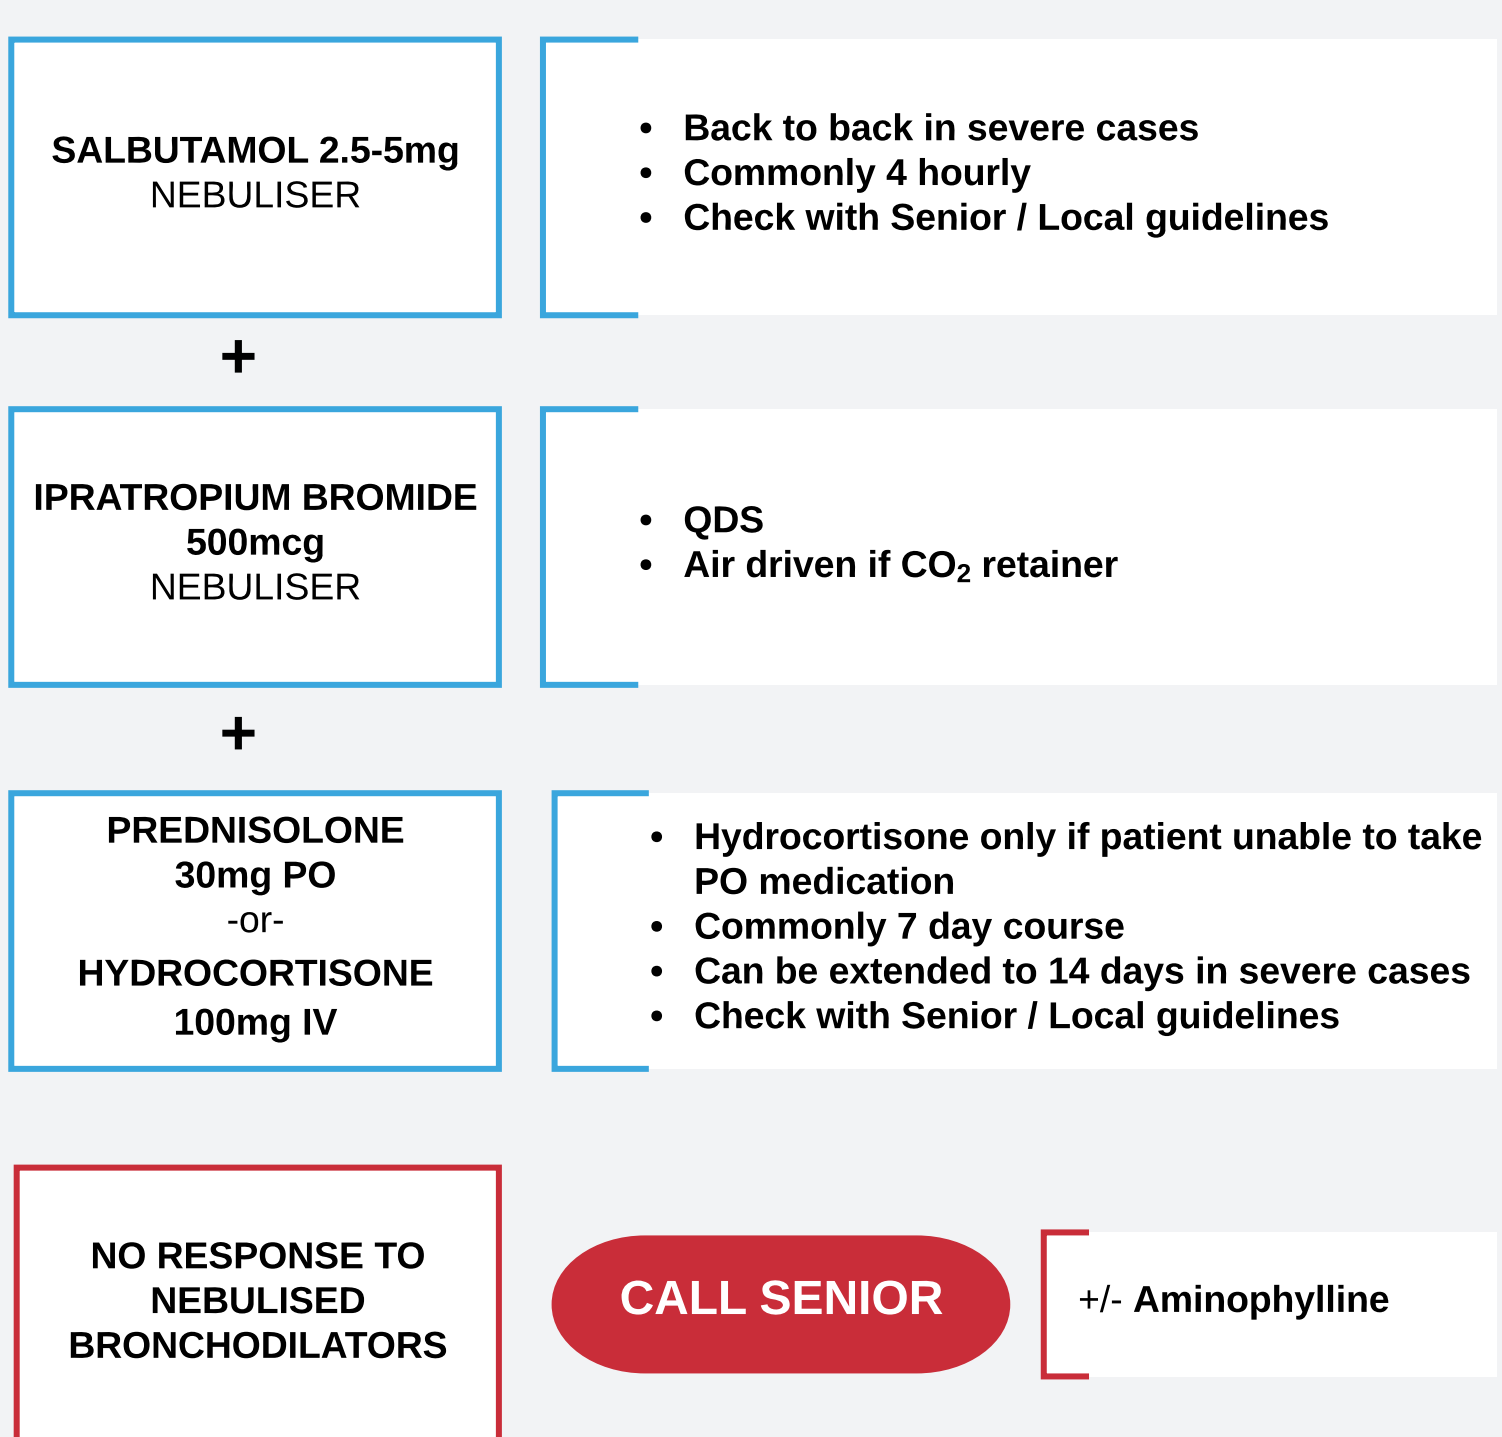 SALBUTAMOL 2.5-5mg
NEBULISER
• Back to back in severe cases
• Commonly 4 hourly
• Check with Senior / Local guidelines
+
IPRATROPIUM BROMIDE
500mcg
NEBULISER
• QDS
• Air driven if CO₂ retainer
+
PREDNISOLONE
30mg PO
-or-
HYDROCORTISONE
100mg IV
• Hydrocortisone only if patient unable to take
PO medication
• Commonly 7 day course
• Can be extended to 14 days in severe cases
• Check with Senior / Local guidelines
NO RESPONSE TO
NEBULISED
BRONCHODILATORS
CALL SENIOR
+/- Aminophylline